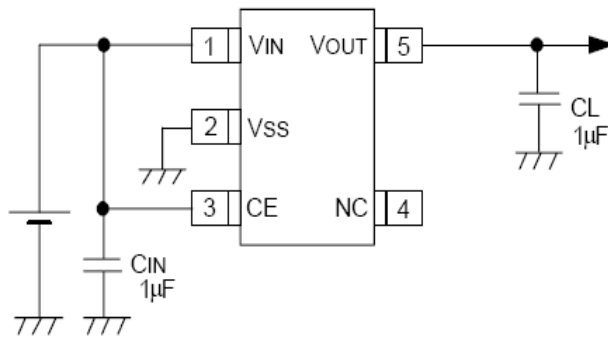 1 VIN VOUT 5
2 VSS
CL
1μF
3 CE NC 4
CIN
1μF